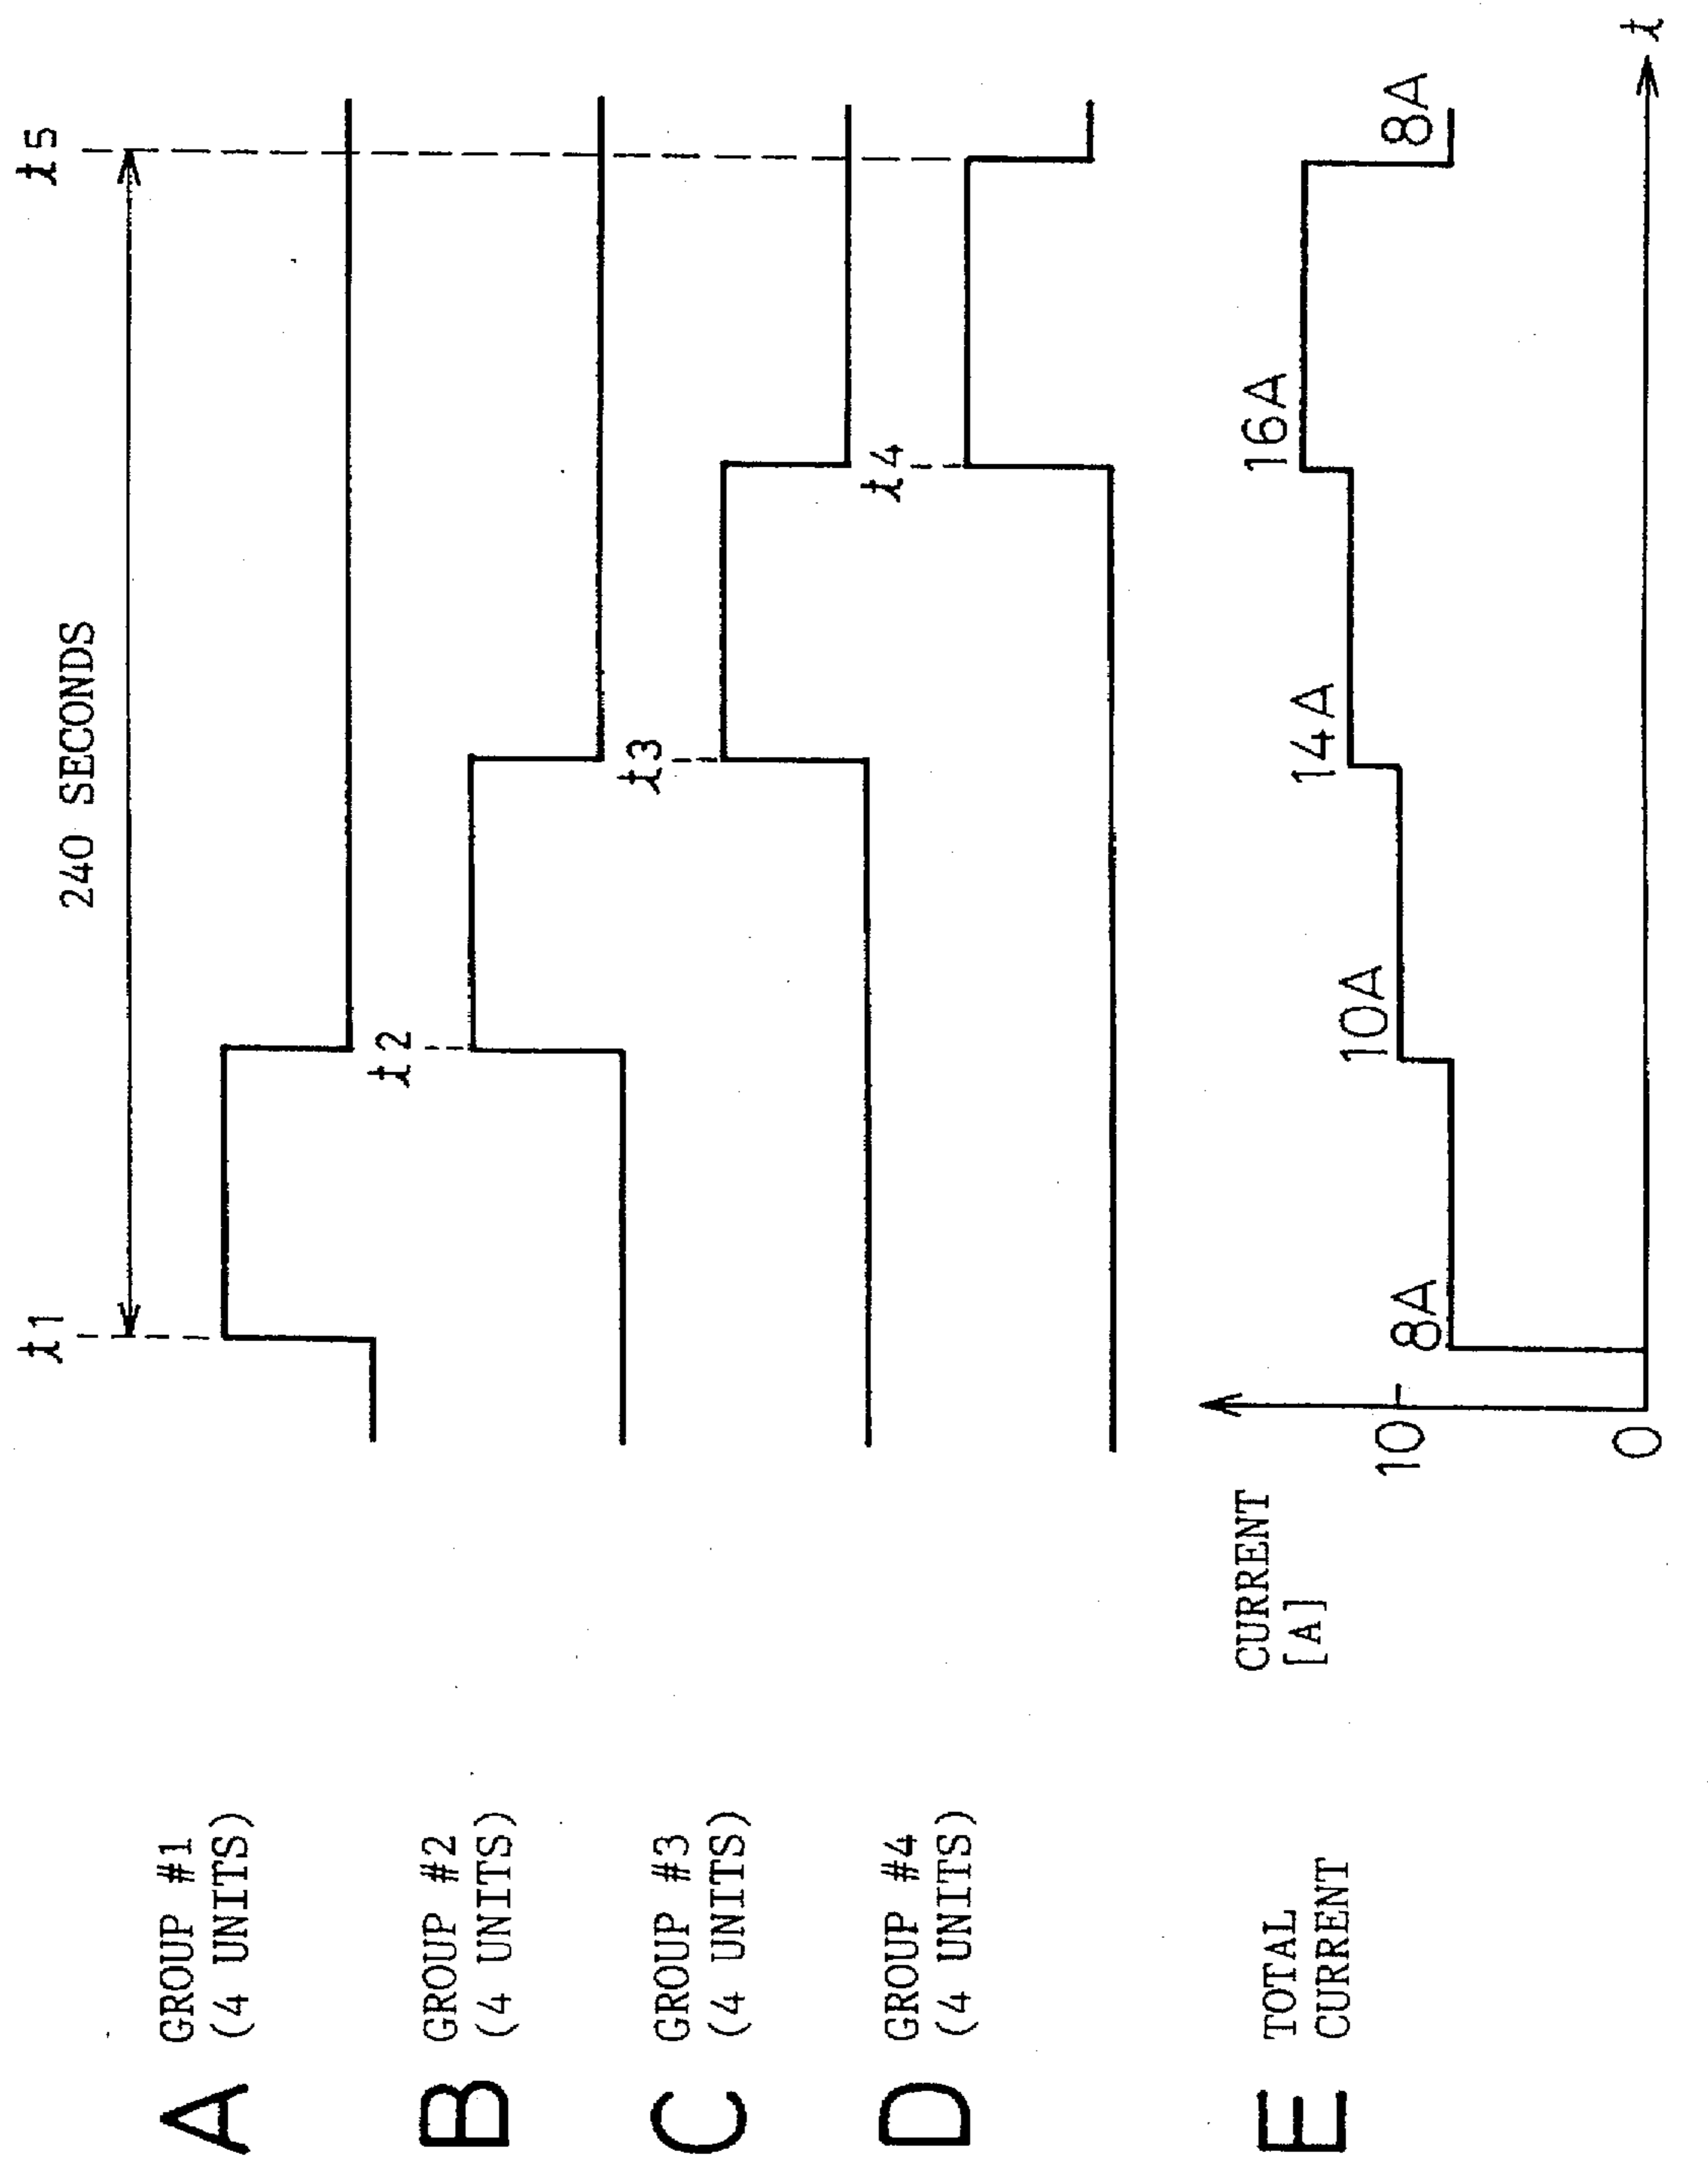 t1
t5
240 SECONDS
A GROUP #1
(4 UNITS)
t2
B GROUP #2
(4 UNITS)
t3
C GROUP #3
(4 UNITS)
t4
D GROUP #4
(4 UNITS)
E TOTAL
CURRENT
CURRENT
[A]
10
0
8A
10A
14A
16A
8A
t